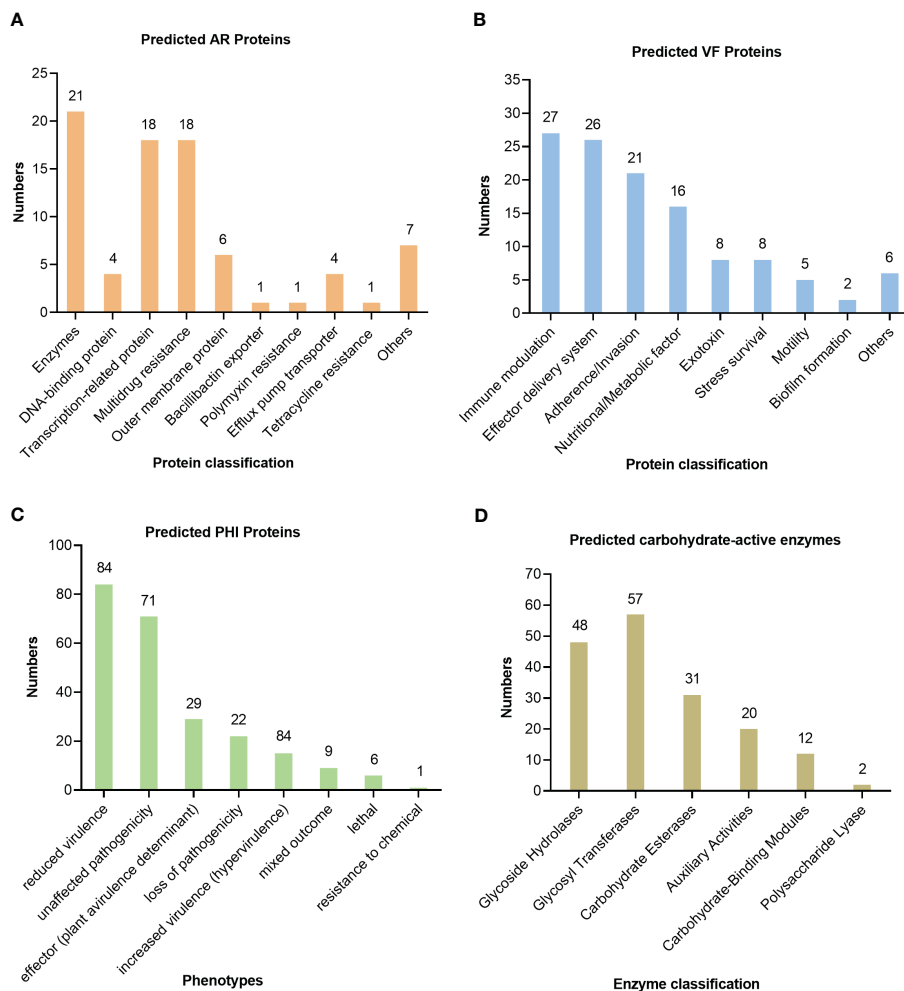 A
Predicted AR Proteins
Numbers
25
20
15
10
5
0
21
4
18
18
6
1
1
4
1
7
Enzymes
DNA-binding protein
Transcription-related protein
Multidrug resistance
Outer membrane protein
Bacillibactin exporter
Polymyxin resistance
Efflux pump transporter
Tetracycline resistance
Others
Protein classification
B
Predicted VF Proteins
Numbers
35
30
25
20
15
10
5
0
27
26
21
16
8
8
5
2
6
Immune modulation
Effector delivery system
Adherence/Invasion
Nutritional/Metabolic factor
Exotoxin
Stress survival
Motility
Biofilm formation
Others
Protein classification
C
Predicted PHI Proteins
Numbers
100
80
60
40
20
0
84
71
29
22
84
9
6
1
reduced virulence
unaffected pathogenicity
effector (plant avirulence determinant)
loss of pathogenicity
increased virulence (hypervirulence)
mixed outcome
lethal
resistance to chemical
Phenotypes
D
Predicted carbohydrate-active enzymes
Numbers
70
60
50
40
30
20
10
0
48
57
31
20
12
2
Glycoside Hydrolases
Glycosyl Transferases
Carbohydrate Esterases
Auxiliary Activities
Carbohydrate-Binding Modules
Polysaccharide Lyase
Enzyme classification